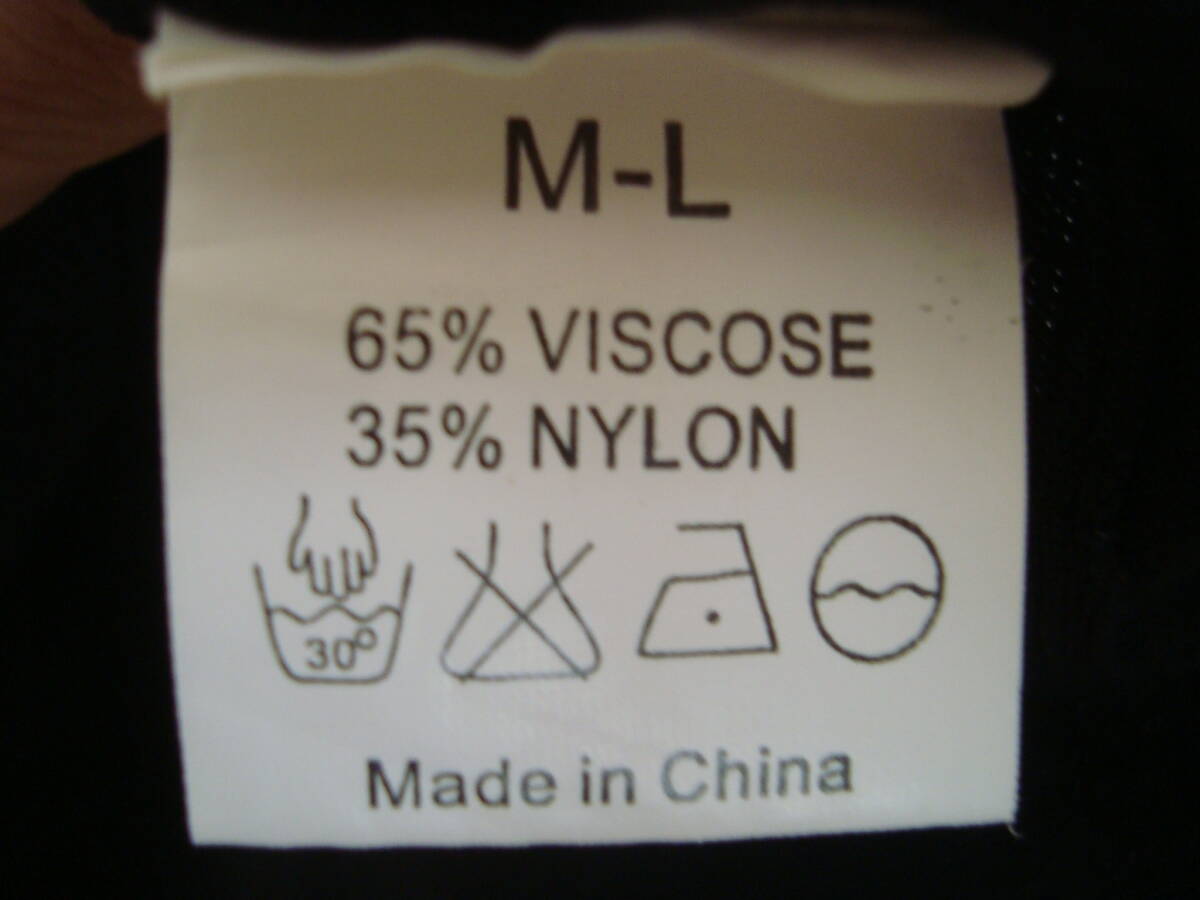 M-L
65% VISCOSE
35% NYLON
30°
Made in China